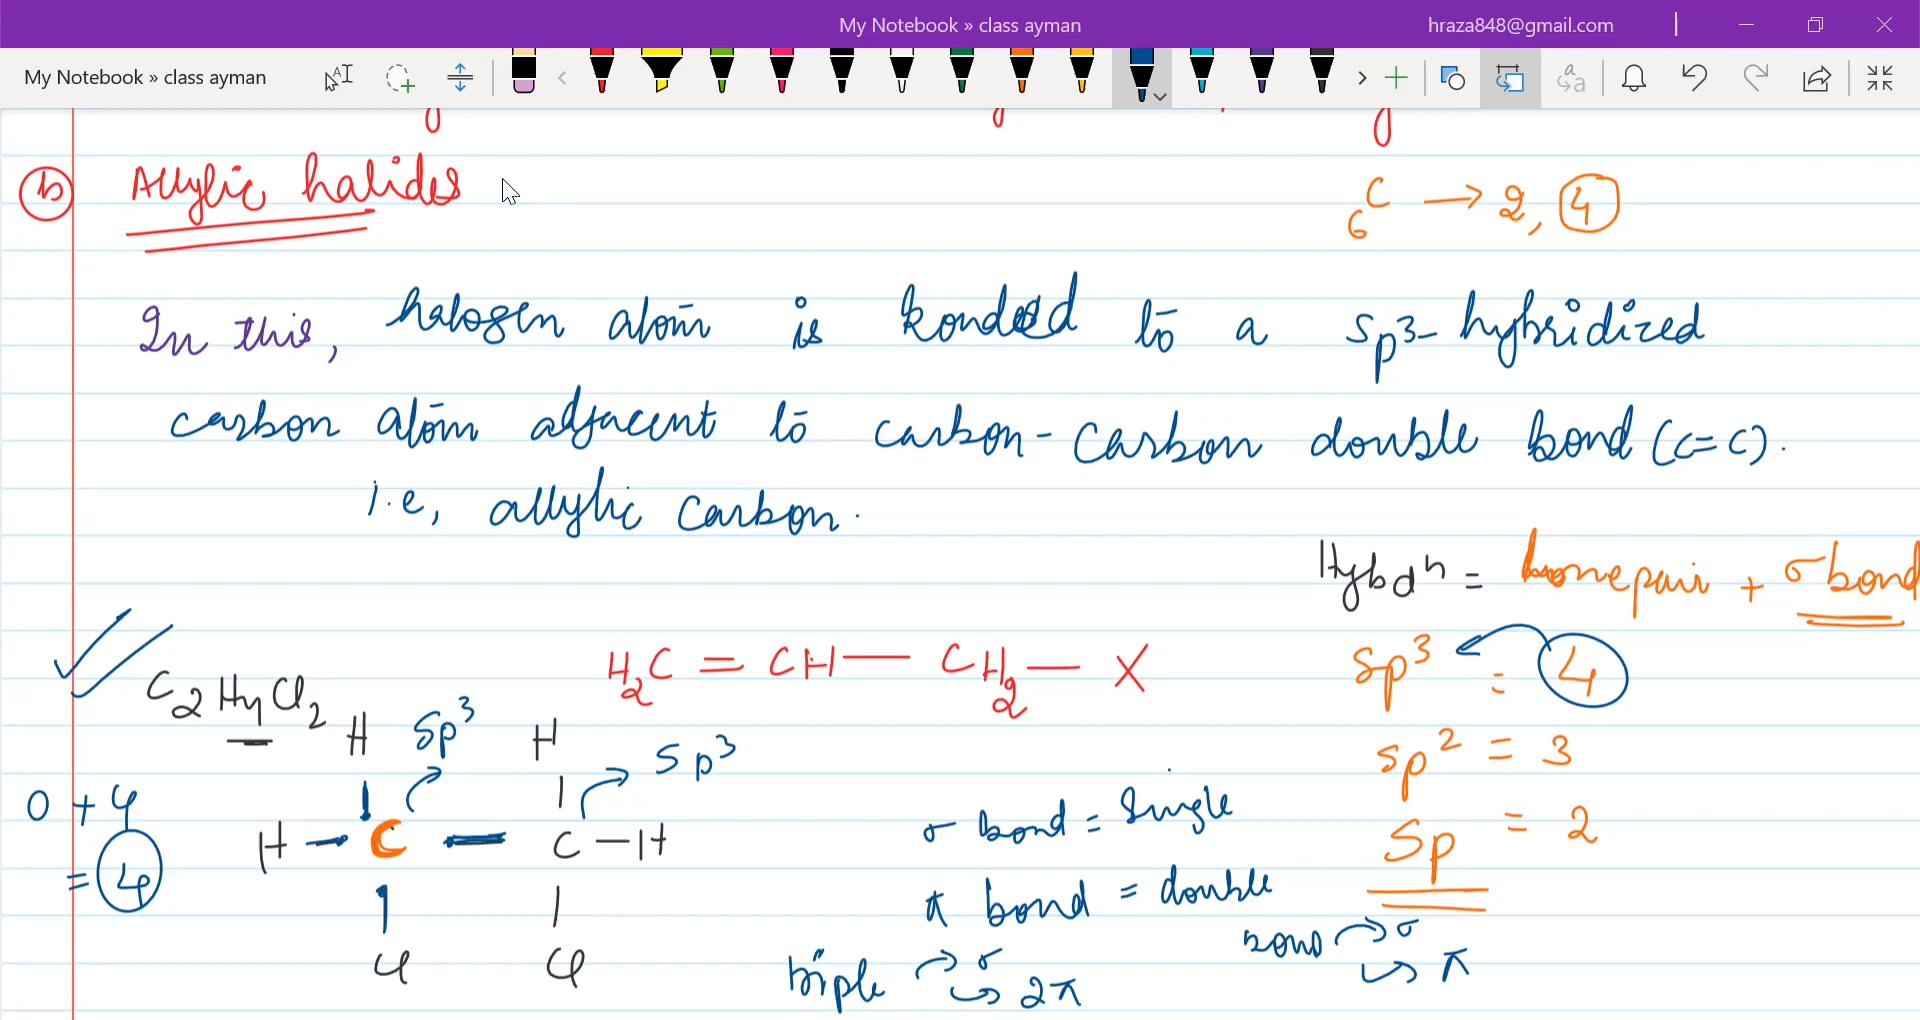 My Notebook » class ayman
hraza848@gmail.com
My Notebook » class ayman
b Allylic halides
6C → 2, 4
In this, halogen atom is bonded to a sp3-hybridized
carbon atom adjacent to carbon-carbon double bond (C=C).
i.e, allylic carbon.
Hybdn = lonepair + σ bond
H2C = CH — CH2 — X
sp3 = 4
C2H4Cl2
H sp3 H sp3
sp2 = 3
0 + 4
σ bond = Single
sp = 2
H - C — C - H
= 4
π bond = double
bond → σ
→ π
Cl Cl
triple → σ
→ 2π